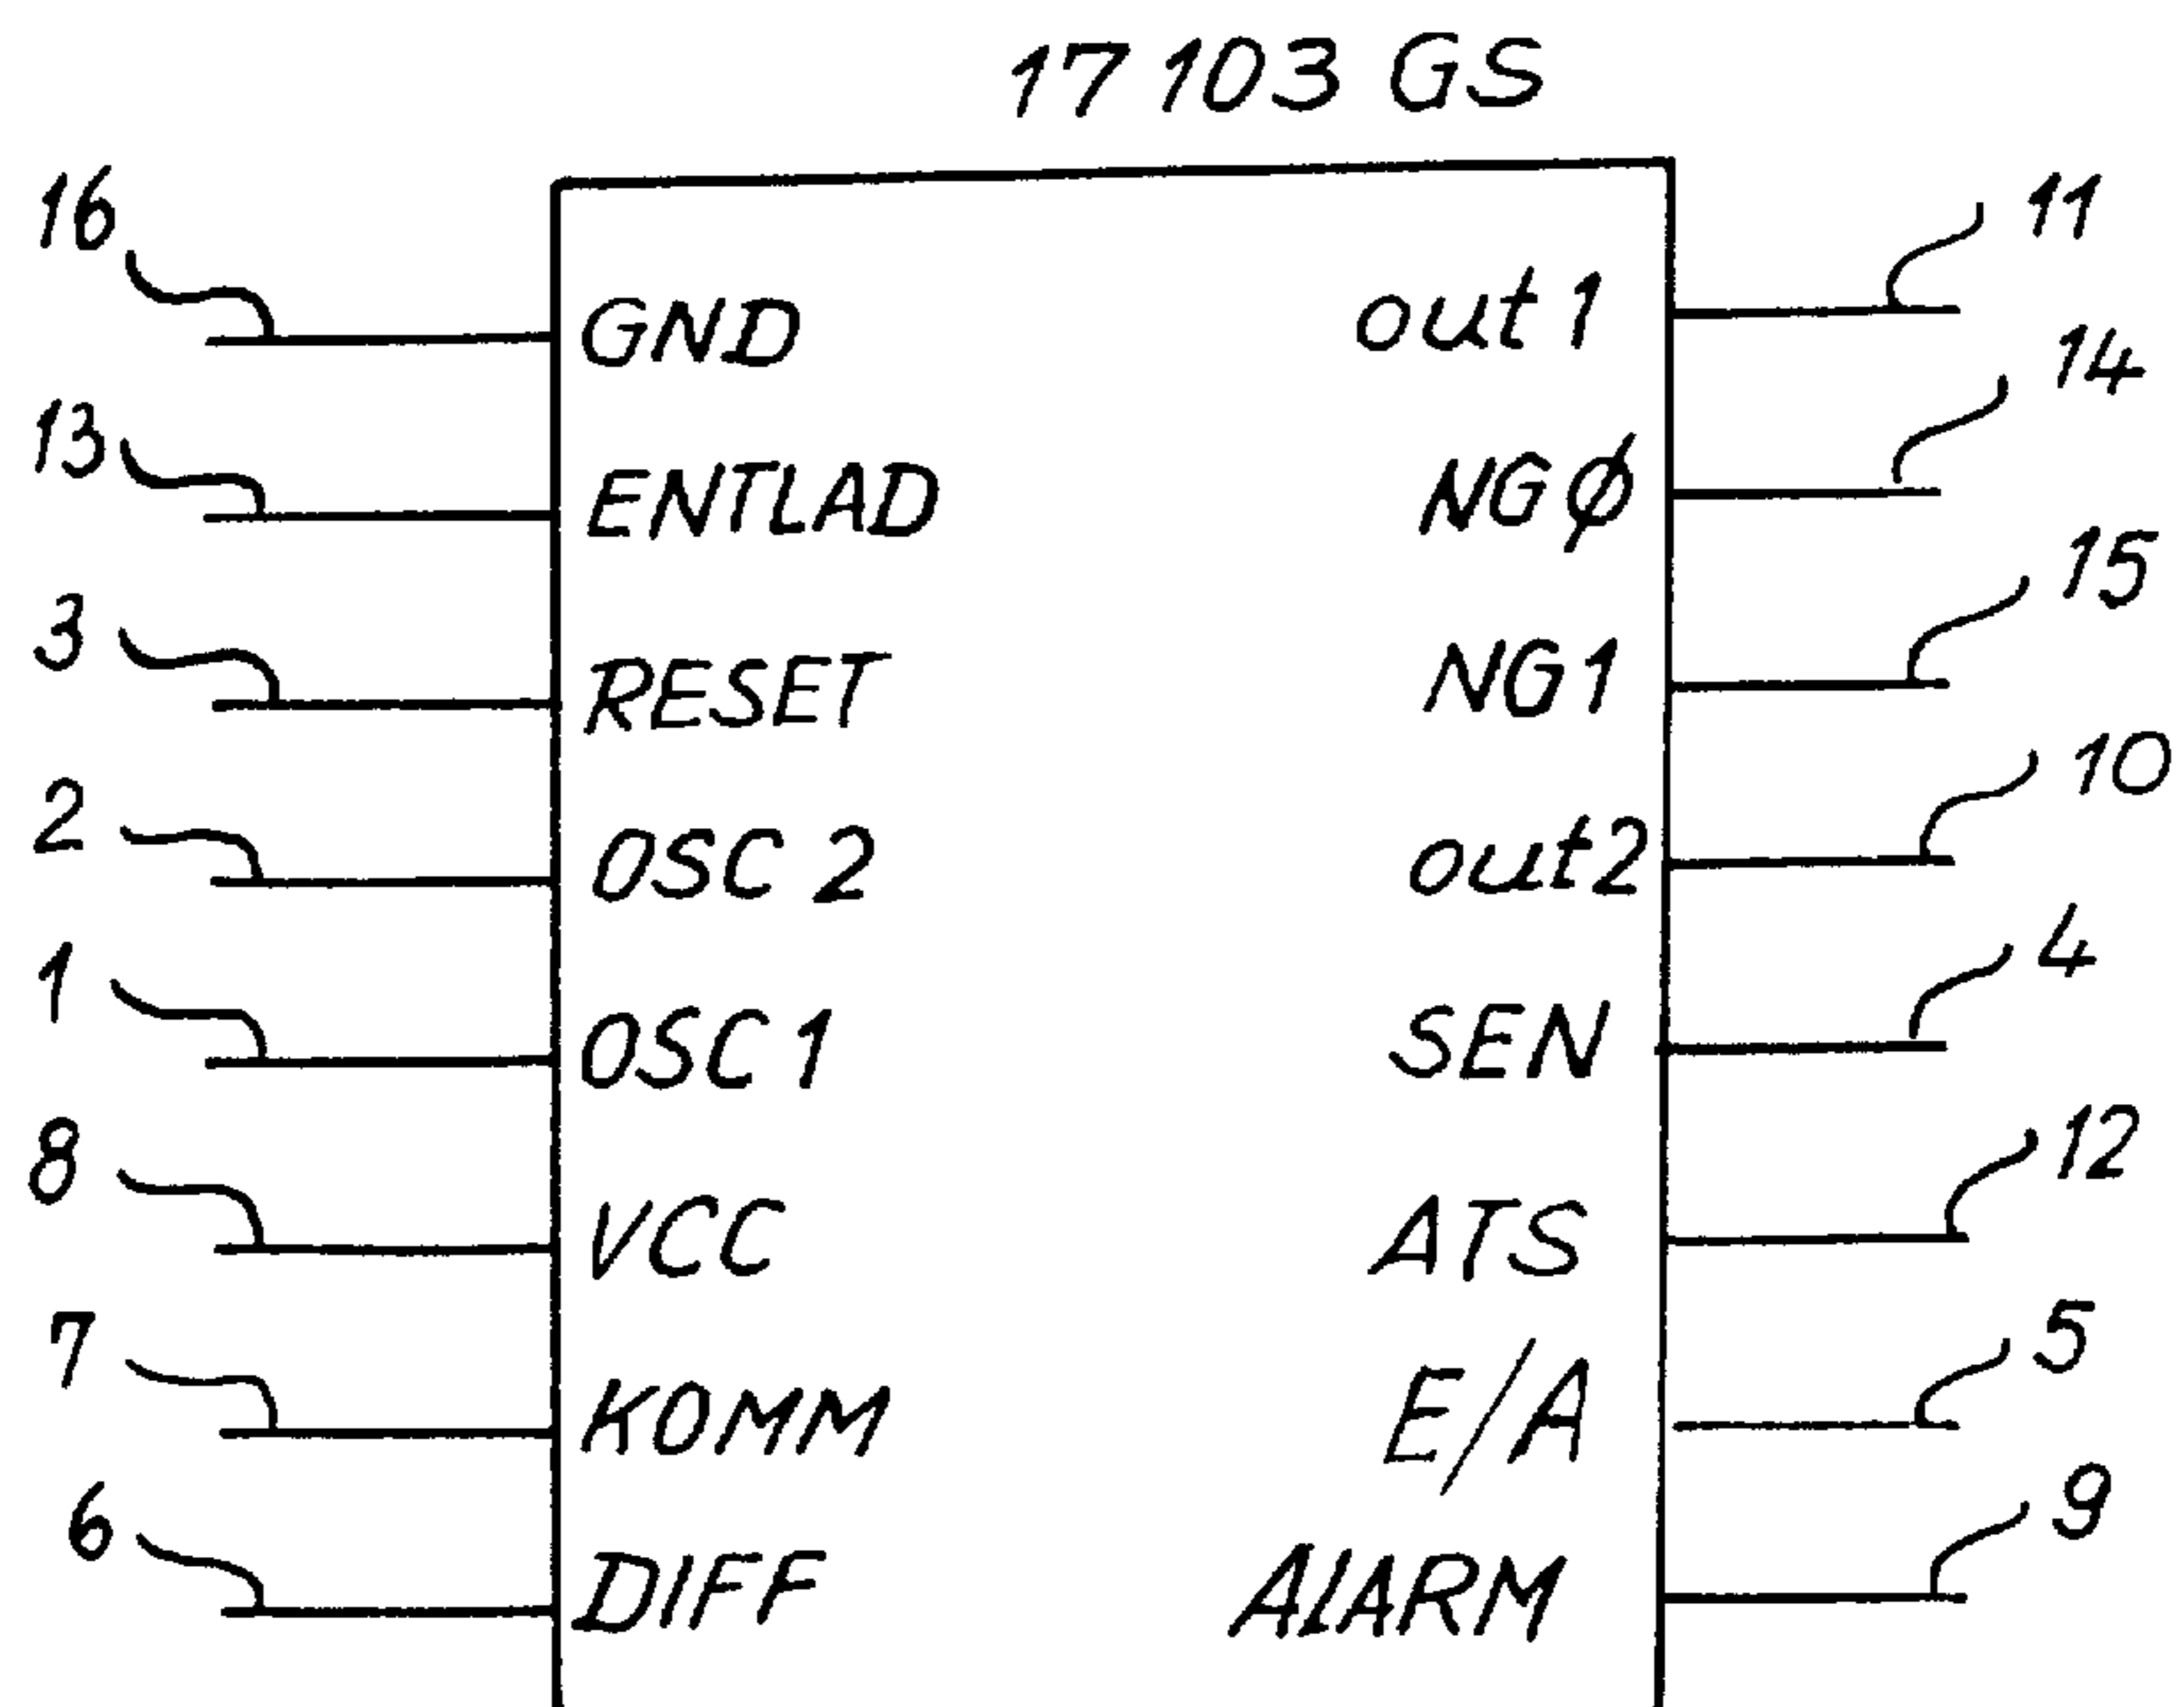 17 103 GS
16 GND out 1 11
13 ENTLAD NGØ 14
3 RESET NG1 15
2 OSC 2 out2 10
1 OSC 1 SEN 4
8 VCC ATS 12
7 KOMM E/A 5
6 DIFF ALARM 9